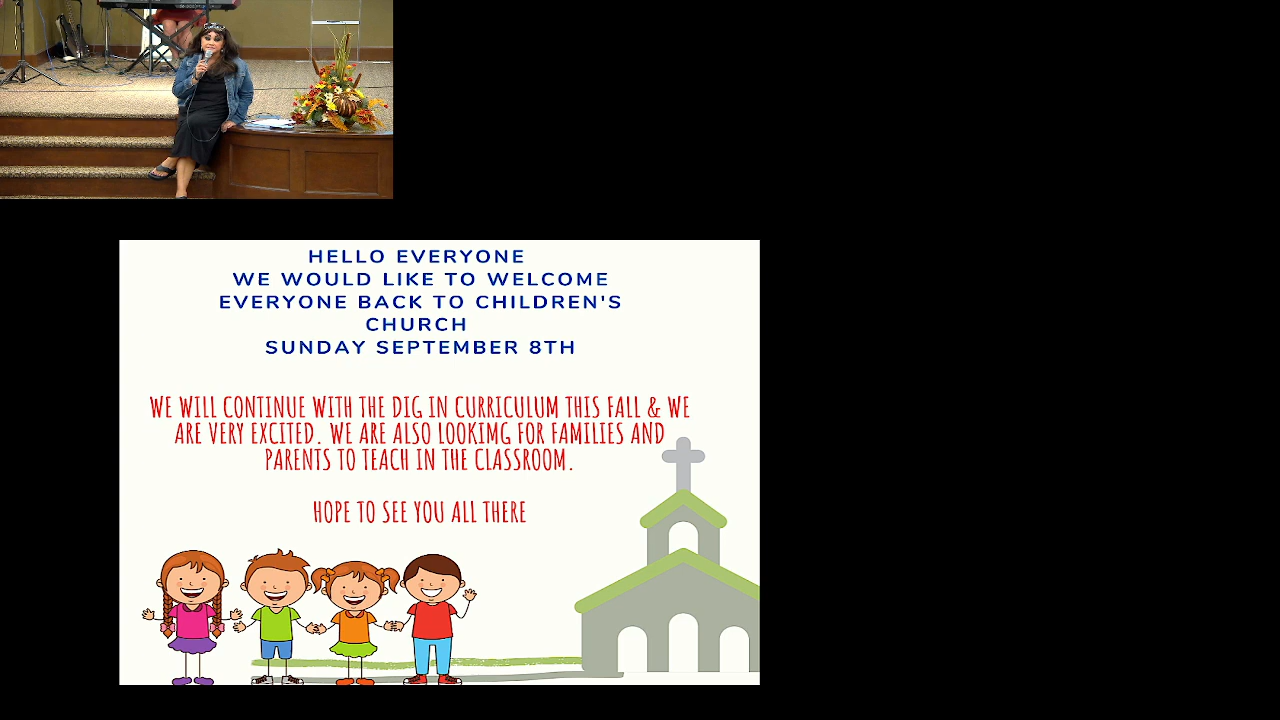 HELLO EVERYONE
WE WOULD LIKE TO WELCOME
EVERYONE BACK TO CHILDREN'S
CHURCH
SUNDAY SEPTEMBER 8TH
WE WILL CONTINUE WITH THE DIG IN CURRICULUM THIS FALL & WE
ARE VERY EXCITED. WE ARE ALSO LOOKIMG FOR FAMILIES AND
PARENTS TO TEACH IN THE CLASSROOM.
HOPE TO SEE YOU ALL THERE